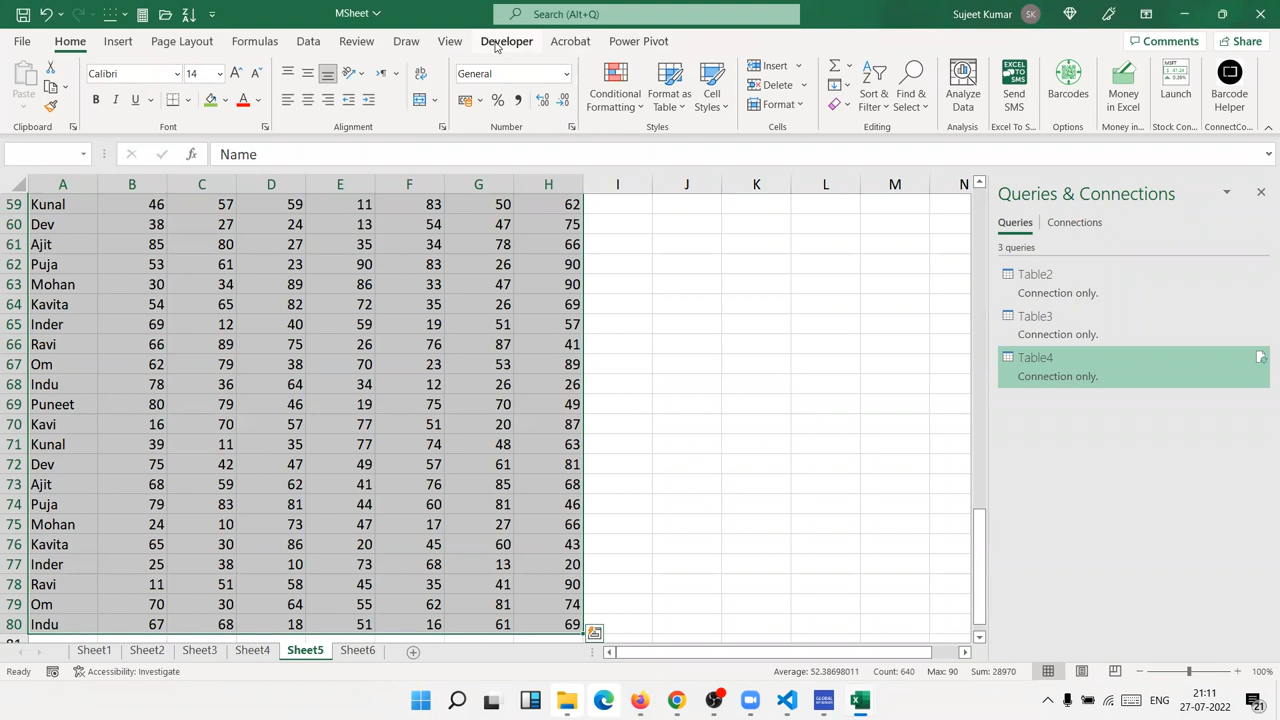 MSheet
Search (Alt+Q)
Sujeet Kumar
SK
File Home Insert Page Layout Formulas Data Review View Draw Developer Acrobat Power Pivot
Comments Share
Paste
Calibri 14
B I U
General
Conditional Formatting
Format as Table
Cell Styles
Insert
Delete
Format
Sort & Filter
Find & Select
Analyze Data
Send SMS
Barcodes
Money in Excel
Launch
Barcode Helper
Clipboard Font Alignment Number Styles Cells Editing Analysis Excel To S... Options Money in... Stock Con... ConnectCo...
fx Name
A B C D E F G H I J K L M N
59 Kunal 46 57 59 11 83 50 62
60 Dev 38 27 24 13 54 47 75
61 Ajit 85 80 27 35 34 78 66
62 Puja 53 61 23 90 83 26 90
63 Mohan 30 34 89 86 33 47 90
64 Kavita 54 65 82 72 35 26 69
65 Inder 69 12 40 59 19 51 57
66 Ravi 66 89 75 26 76 87 41
67 Om 62 79 38 70 23 53 89
68 Indu 78 36 64 34 12 26 26
69 Puneet 80 79 46 19 75 70 49
70 Kavi 16 70 57 77 51 20 87
71 Kunal 39 11 35 77 74 48 63
72 Dev 75 42 47 49 57 61 81
73 Ajit 68 59 62 41 76 85 68
74 Puja 79 83 81 44 60 81 46
75 Mohan 24 10 73 47 17 27 66
76 Kavita 65 30 86 20 45 60 43
77 Inder 25 38 10 73 68 13 20
78 Ravi 11 51 58 45 35 41 90
79 Om 70 30 64 55 62 81 74
80 Indu 67 68 18 51 16 61 69
Queries & Connections
Queries Connections
3 queries
Table2
Connection only.
Table3
Connection only.
Table4
Connection only.
Sheet1 Sheet2 Sheet3 Sheet4 Sheet5 Sheet6
Ready Accessibility: Investigate Average: 52.38698011 Count: 640 Max: 90 Sum: 28970 100%
ENG
21:11
27-07-2022
21